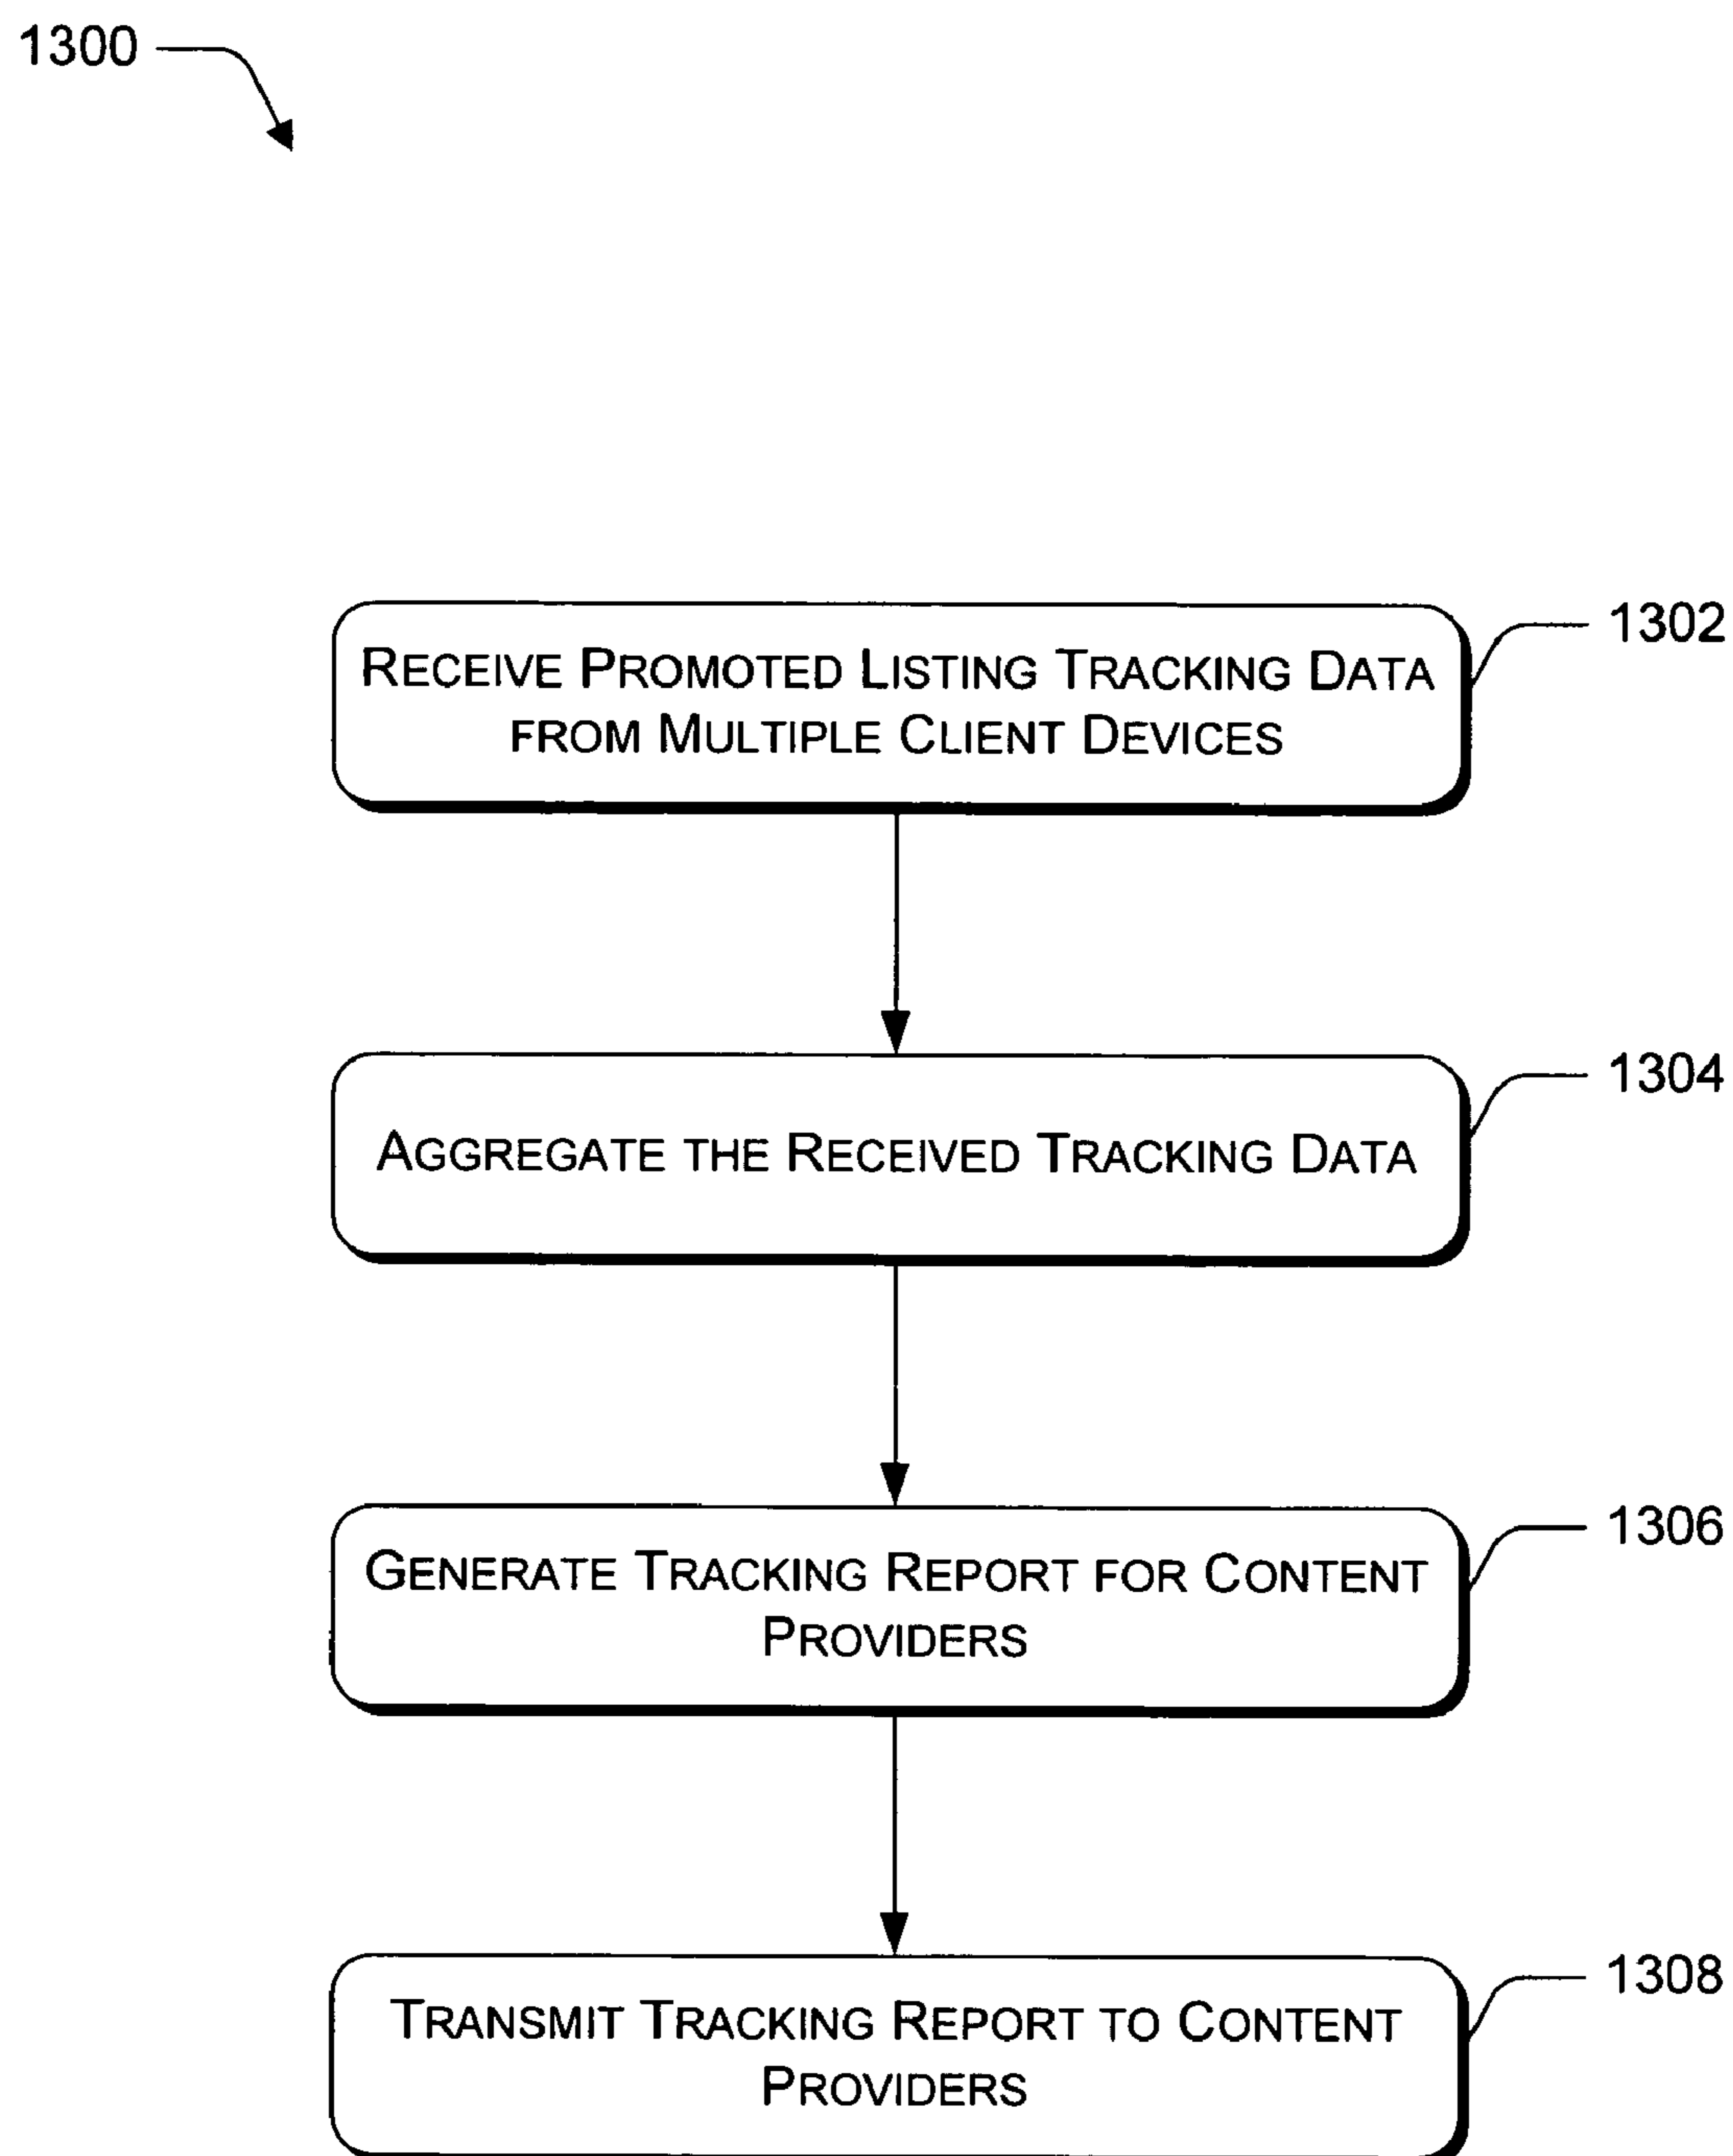 1300
1302
RECEIVE PROMOTED LISTING TRACKING DATA
FROM MULTIPLE CLIENT DEVICES
1304
AGGREGATE THE RECEIVED TRACKING DATA
1306
GENERATE TRACKING REPORT FOR CONTENT
PROVIDERS
1308
TRANSMIT TRACKING REPORT TO CONTENT
PROVIDERS